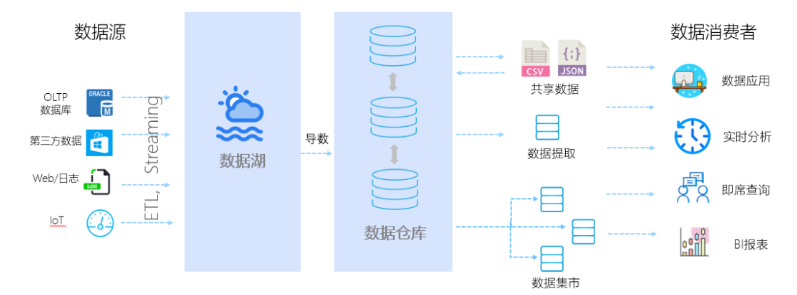 数据源
数据消费者
OLTP
数据库
ORACLE
M
第三方数据
Web/日志
LOG
IoT
ETL, Streaming
数据湖
导数
数据仓库
CSV
{;}
JSON
共享数据
数据提取
数据集市
数据应用
实时分析
即席查询
BI报表